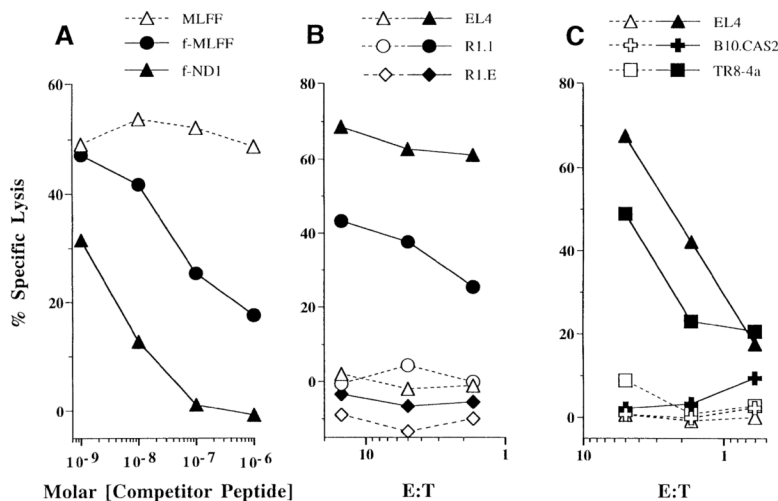 A
MLFF
f-MLFF
f-ND1
B
EL4
R1.1
R1.E
C
EL4
B10.CAS2
TR8-4a
% Specific Lysis
60
40
20
0
10-9
10-8
10-7
10-6
Molar [Competitor Peptide]
80
60
40
20
0
10
1
E:T
80
60
40
20
0
10
1
E:T